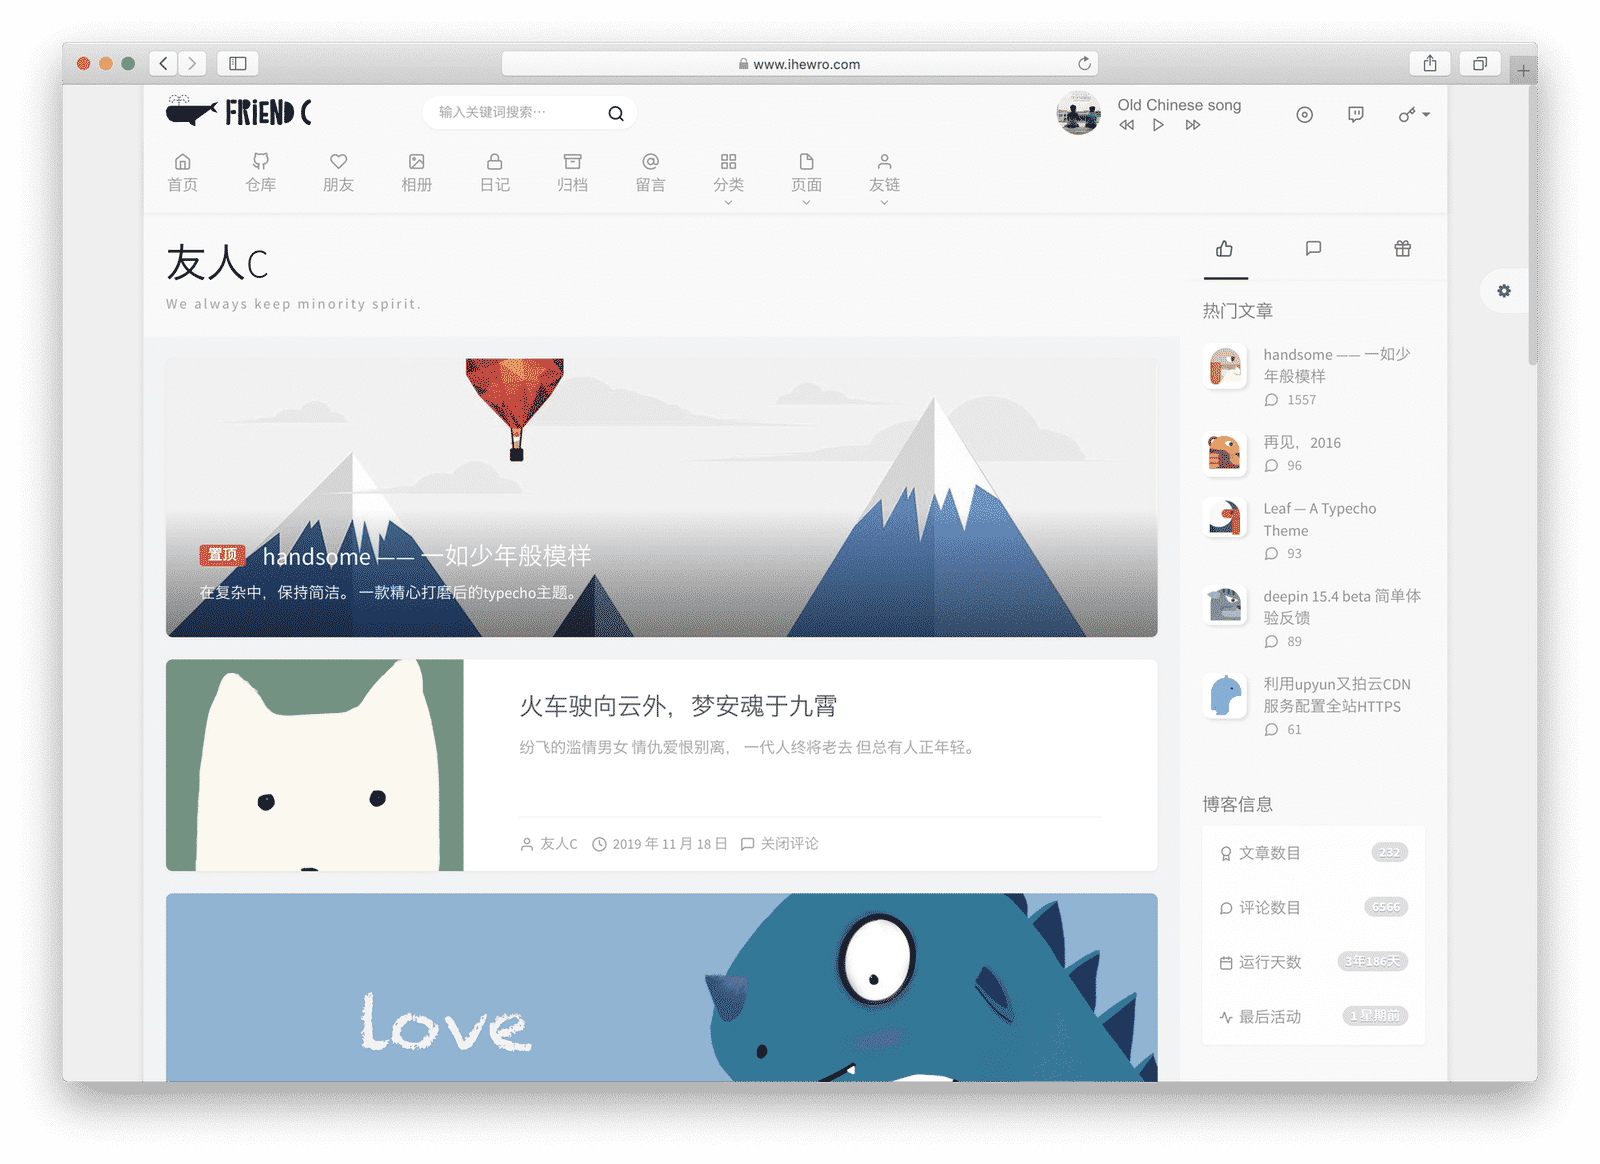 www.ihewro.com
FRiEND C
输入关键词搜索···
Old Chinese song
首页
仓库
朋友
相册
日记
归档
留言
分类
页面
友链
友人C
We always keep minority spirit.
置顶 handsome —— 一如少年般模样
在复杂中，保持简洁。一款精心打磨后的typecho主题。
火车驶向云外，梦安魂于九霄
纷飞的滥情男女 情仇爱恨别离， 一代人终将老去 但总有人正年轻。
友人C 2019 年 11 月 18 日 关闭评论
Love
热门文章
handsome —— 一如少
年般模样
1557
再见，2016
96
Leaf — A Typecho
Theme
93
deepin 15.4 beta 简单体
验反馈
89
利用upyun又拍云CDN
服务配置全站HTTPS
61
博客信息
文章数目 232
评论数目 6566
运行天数 3年186天
最后活动 1 星期前